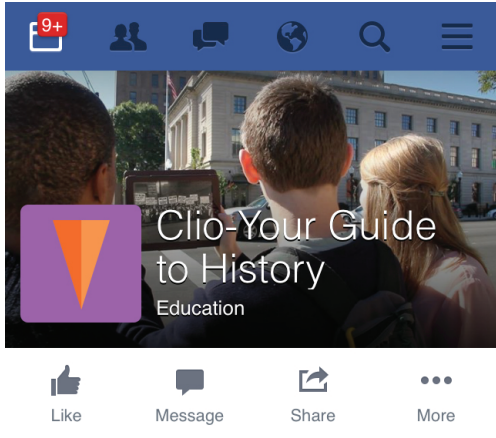 9+
Clio-Your Guide
to History
Education
Like
Message
Share
More